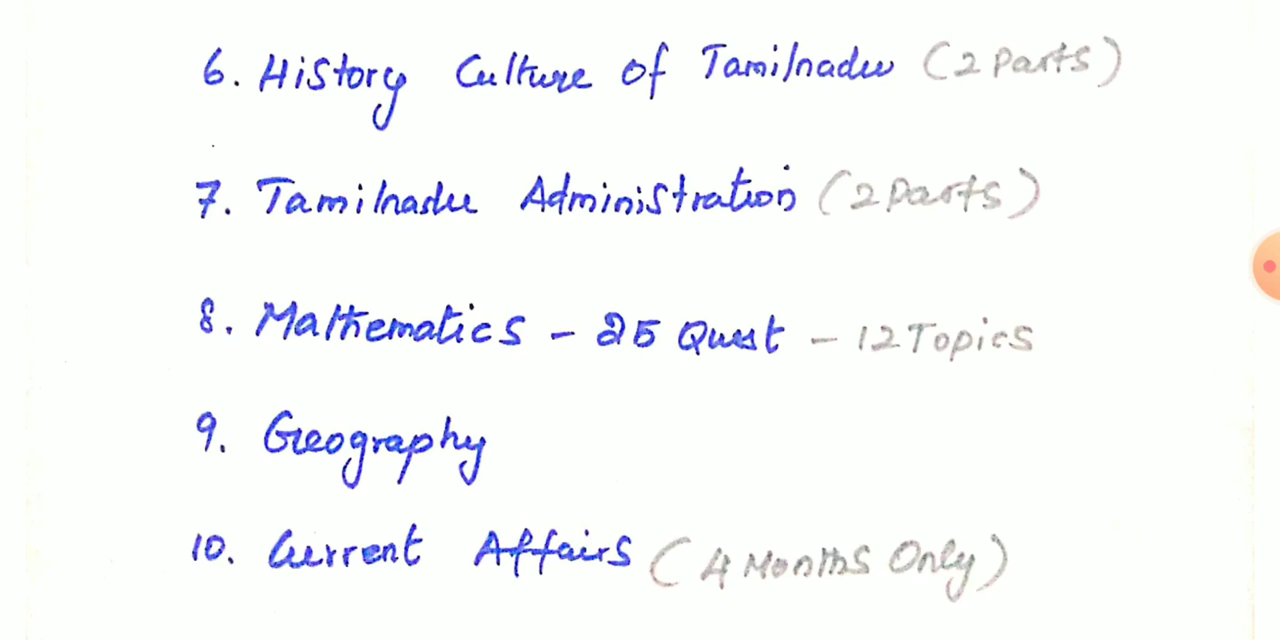 6. History Culture of Tamilnadu (2 Parts)
7. Tamilnadu Administration (2 Parts)
8. Mathematics - 25 Quest - 12 Topics
9. Geography
10. Current Affairs (4 Months Only)